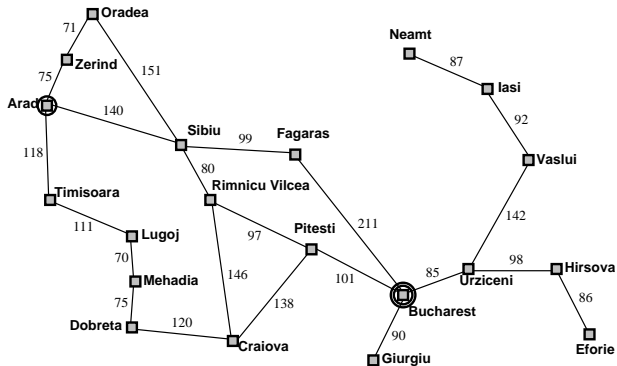 Oradea
71
Neamt
Zerind
87
75
151
Iasi
Arad
140
92
Sibiu
99
Fagaras
118
Vaslui
80
Rimnicu Vilcea
Timisoara
211
142
111
Lugoj
97
Pitesti
70
146
101
85
98
Hirsova
Mehadia
138
Urziceni
75
86
Bucharest
Dobreta
120
90
Craiova
Eforie
Giurgiu